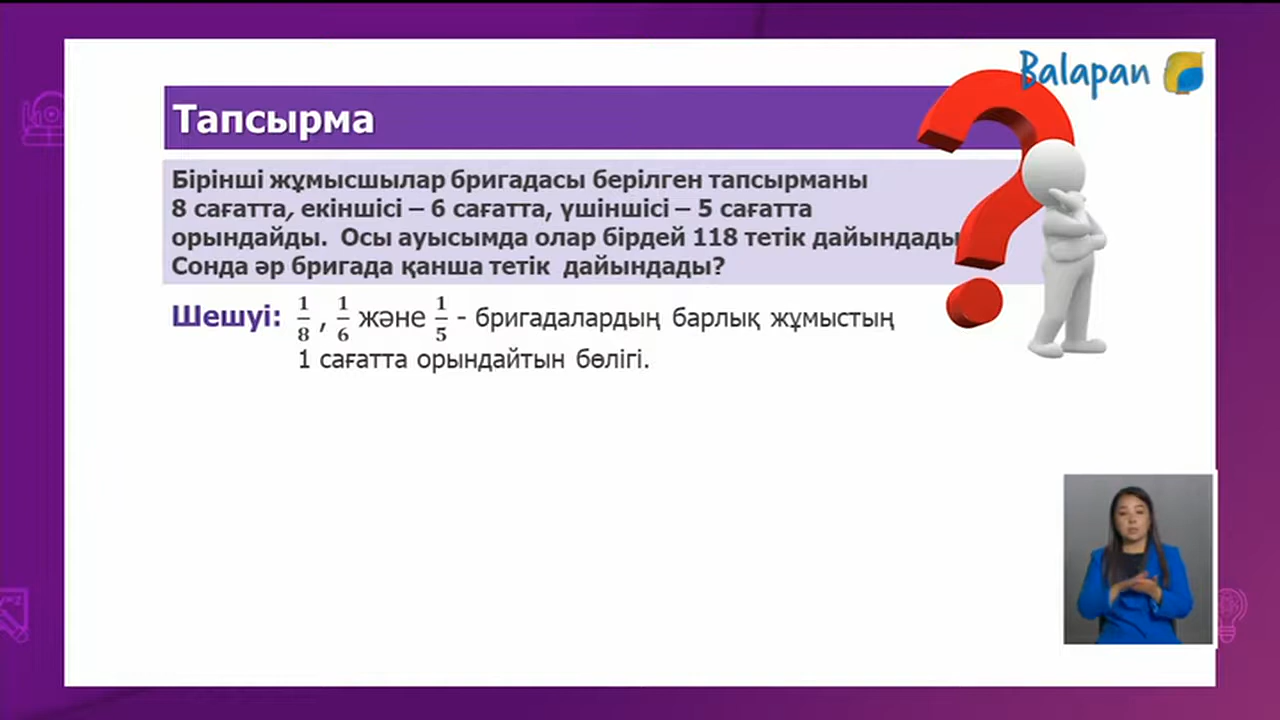 Balapan
Тапсырма
Бірінші жұмысшылар бригадасы берілген тапсырманы
8 сағатта, екіншісі – 6 сағатта, үшіншісі – 5 сағатта
орындайды. Осы ауысымда олар бірдей 118 тетік дайындады
Сонда әр бригада қанша тетік дайындады?
Шешуі: 1/8 , 1/6 және 1/5 - бригадалардың барлық жұмыстың
1 сағатта орындайтын бөлігі.